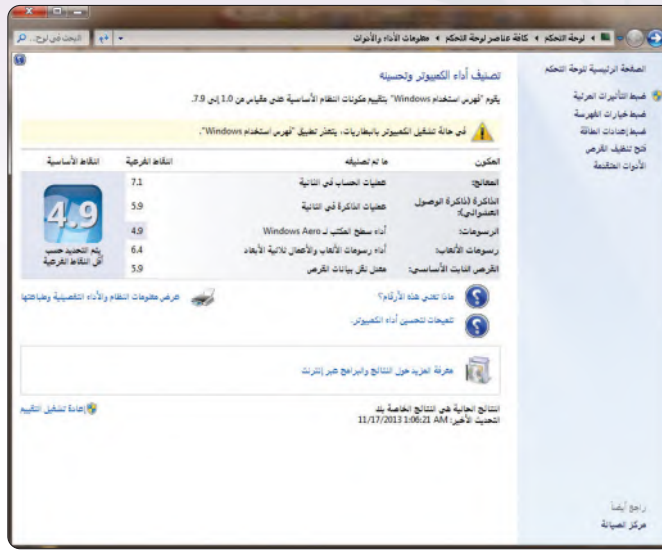 لوحة التحكم ◂ كافة عناصر لوحة التحكم ◂ معلومات الأداء والأدوات
البحث في لوح...
الصفحة الرئيسية للوحة التحكم
ضبط التأثيرات المرئية
ضبط خيارات الفهرسة
ضبط إعدادات الطاقة
فتح تنظيف القرص
الأدوات المتقدمة
راجع أيضاً
مركز الصيانة
تصنيف أداء الكمبيوتر وتحسينه
يقوم "فهرس استخدام Windows" بتقييم مكونات النظام الأساسية على مقياس من 1.0 إلى 7.9.
في حالة تشغيل الكمبيوتر بالبطاريات، يتعذر تطبيق "فهرس استخدام Windows".
المكون ما تم تصنيفه النقاط الفرعية النقاط الأساسية
المعالج: عمليات الحساب في الثانية 7.1
الذاكرة (ذاكرة الوصول العشوائي): عمليات الذاكرة في الثانية 5.9
الرسومات: أداء سطح المكتب لـ Windows Aero 4.9
رسومات الألعاب: أداء رسومات الألعاب والأعمال ثلاثية الأبعاد 6.4
القرص الثابت الأساسي: معدل نقل بيانات القرص 5.9
4.9
يتم التحديد حسب
أقل النقاط الفرعية
ماذا تعني هذه الأرقام؟
عرض معلومات النظام والأداء التفصيلية وطباعتها
تلميحات لتحسين أداء الكمبيوتر.
معرفة المزيد حول النتائج والبرامج عبر إنترنت
النتائج الحالية هي النتائج الخاصة بك
التحديث الأخير: 11/17/2013 1:06:21 AM
إعادة تشغيل التقييم